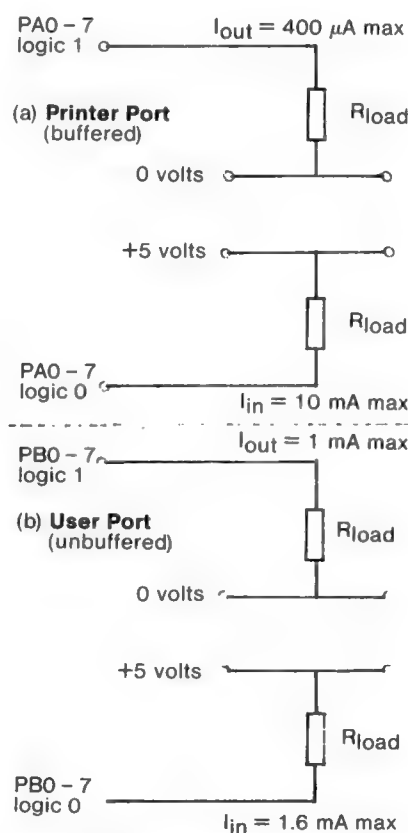 PA0 – 7 I_out = 400 µA max
logic 1
(a) Printer Port
(buffered)
R_load
0 volts
+5 volts
R_load
PA0 – 7
logic 0
I_in = 10 mA max
I_out = 1 mA max
PB0 – 7
logic 1
(b) User Port
(unbuffered)
R_load
0 volts
+5 volts
R_load
PB0 – 7
logic 0
I_in = 1.6 mA max